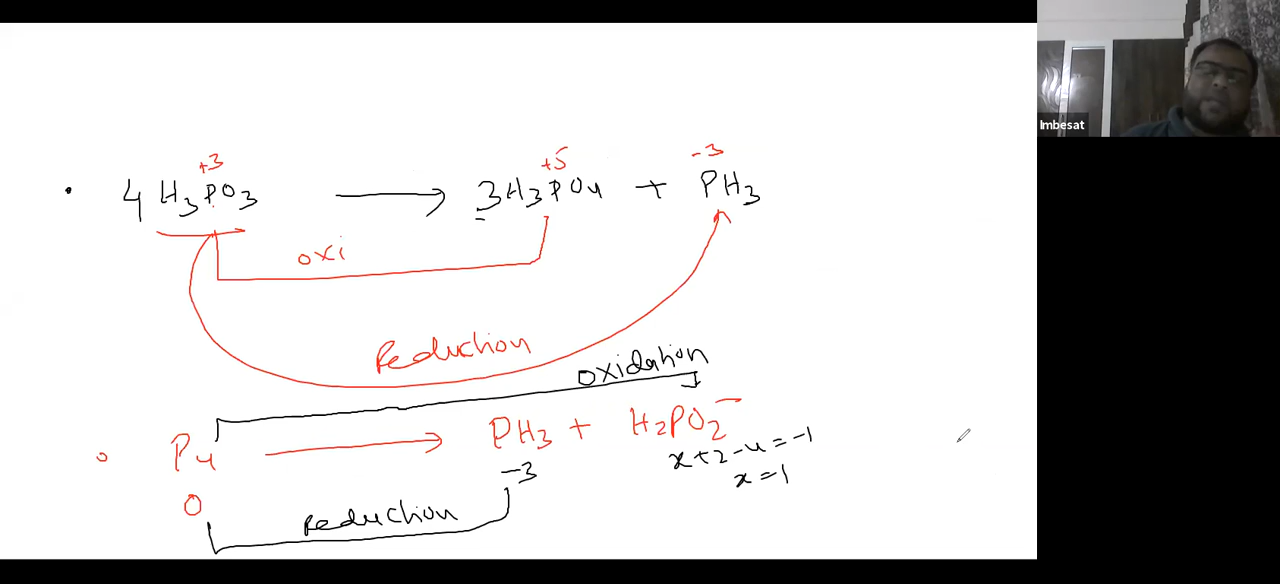 Imbesat
+3 +5 -3
• 4 H3PO3 ⟶ 3H3PO4 + PH3
oxi
Reduction
oxidation
∘ P4 ⟶ PH3 + H2PO2⁻
x+2-4=-1
-3
x=1
0
Reduction